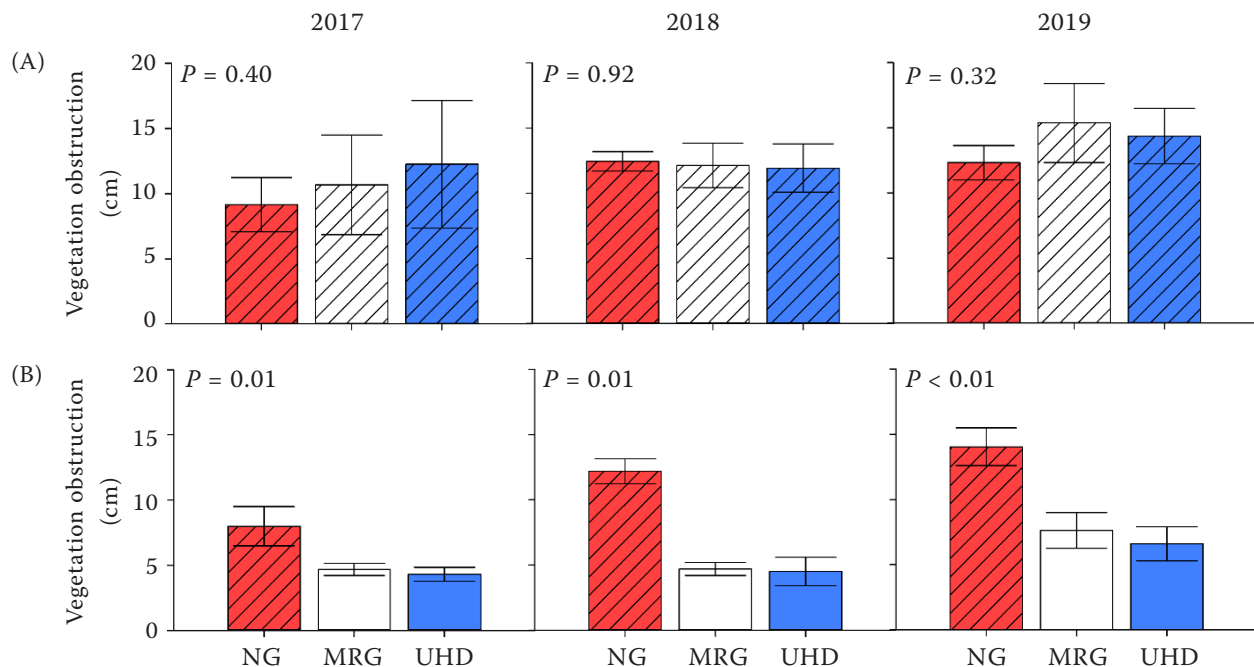 2017 2018 2019
(A)
Vegetation obstruction
(cm)
20
15
10
5
0
P = 0.40
P = 0.92
P = 0.32
(B)
Vegetation obstruction
(cm)
20
15
10
5
0
P = 0.01
P = 0.01
P < 0.01
NG MRG UHD NG MRG UHD NG MRG UHD